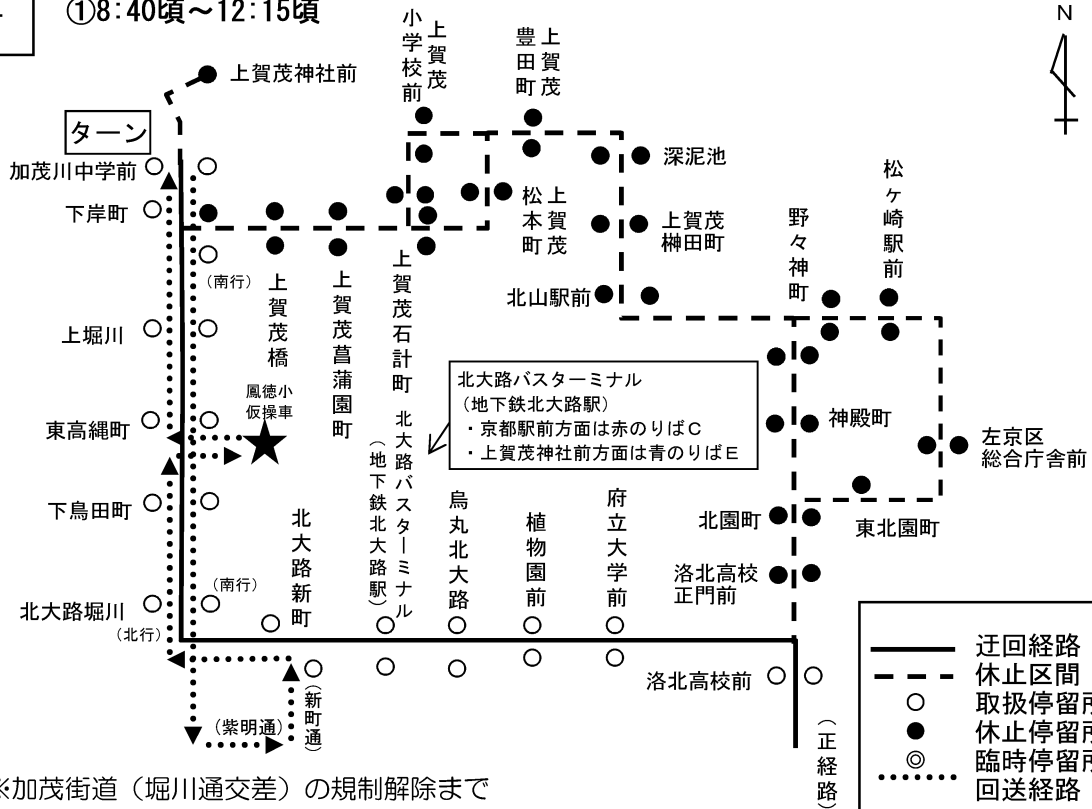 ①8:40頃～12:15頃
N
上賀茂神社前
上賀茂
小学校前
上賀茂
豊田町
ターン
加茂川中学前
深泥池
下岸町
上賀茂
松本町
上賀茂
榊田町
野々神町
松ヶ崎駅前
（南行）
上賀茂橋
上賀茂菖蒲園町
上賀茂石計町
北山駅前
上堀川
鳳徳小
仮操車
北大路バスターミナル
（地下鉄北大路駅）
・京都駅前方面は赤のりばC
・上賀茂神社前方面は青のりばE
東高縄町
神殿町
左京区
総合庁舎前
下鳥田町
北大路新町
北大路バスターミナル
（地下鉄北大路駅）
烏丸北大路
植物園前
府立大学前
北園町
東北園町
洛北高校
正門前
北大路堀川
（南行）
（北行）
洛北高校前
（新町通）
（紫明通）
（正経路）
迂回経路
休止区間
取扱停留所
休止停留所
臨時停留所
回送経路
※加茂街道（堀川通交差）の規制解除まで